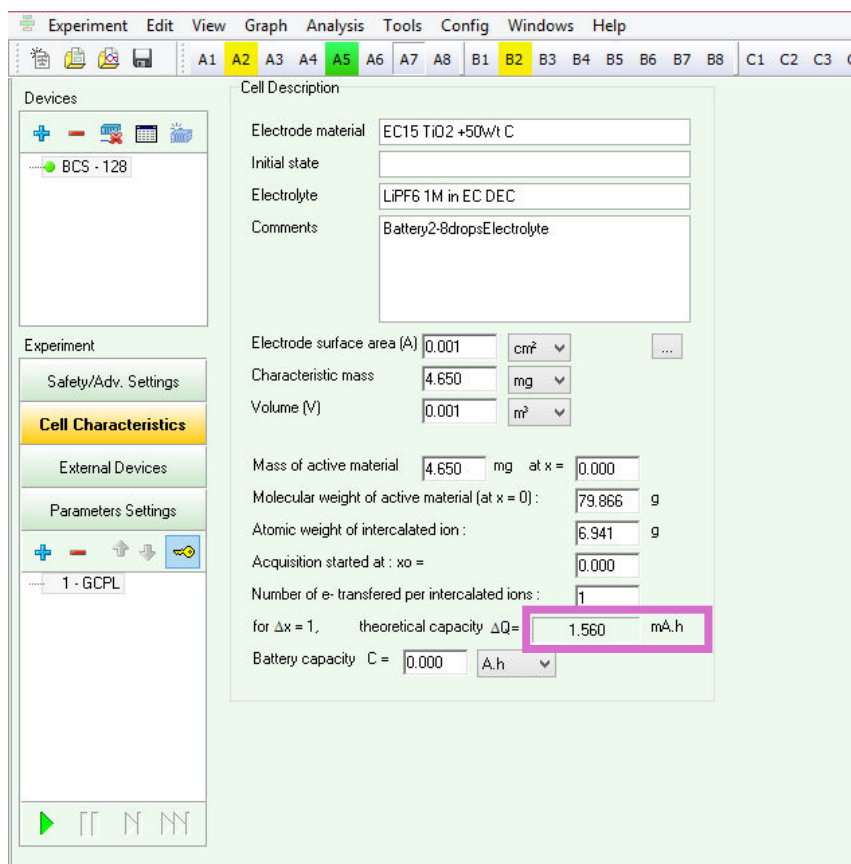 Experiment Edit View Graph Analysis Tools Config Windows Help
A1 A2 A3 A4 A5 A6 A7 A8 B1 B2 B3 B4 B5 B6 B7 B8 C1 C2 C3
Devices
BCS - 128
Experiment
Safety/Adv. Settings
Cell Characteristics
External Devices
Parameters Settings
1 - GCPL
Cell Description
Electrode material EC15 TiO2 +50Wt C
Initial state
Electrolyte LiPF6 1M in EC DEC
Comments Battery2-8dropsElectrolyte
Electrode surface area (A) 0.001 cm² ...
Characteristic mass 4.650 mg
Volume (V) 0.001 m³
Mass of active material 4.650 mg at x = 0.000
Molecular weight of active material (at x = 0) : 79.866 g
Atomic weight of intercalated ion : 6.941 g
Acquisition started at : xo = 0.000
Number of e- transfered per intercalated ions : 1
for Δx = 1, theoretical capacity ΔQ= 1.560 mA.h
Battery capacity C = 0.000 A.h